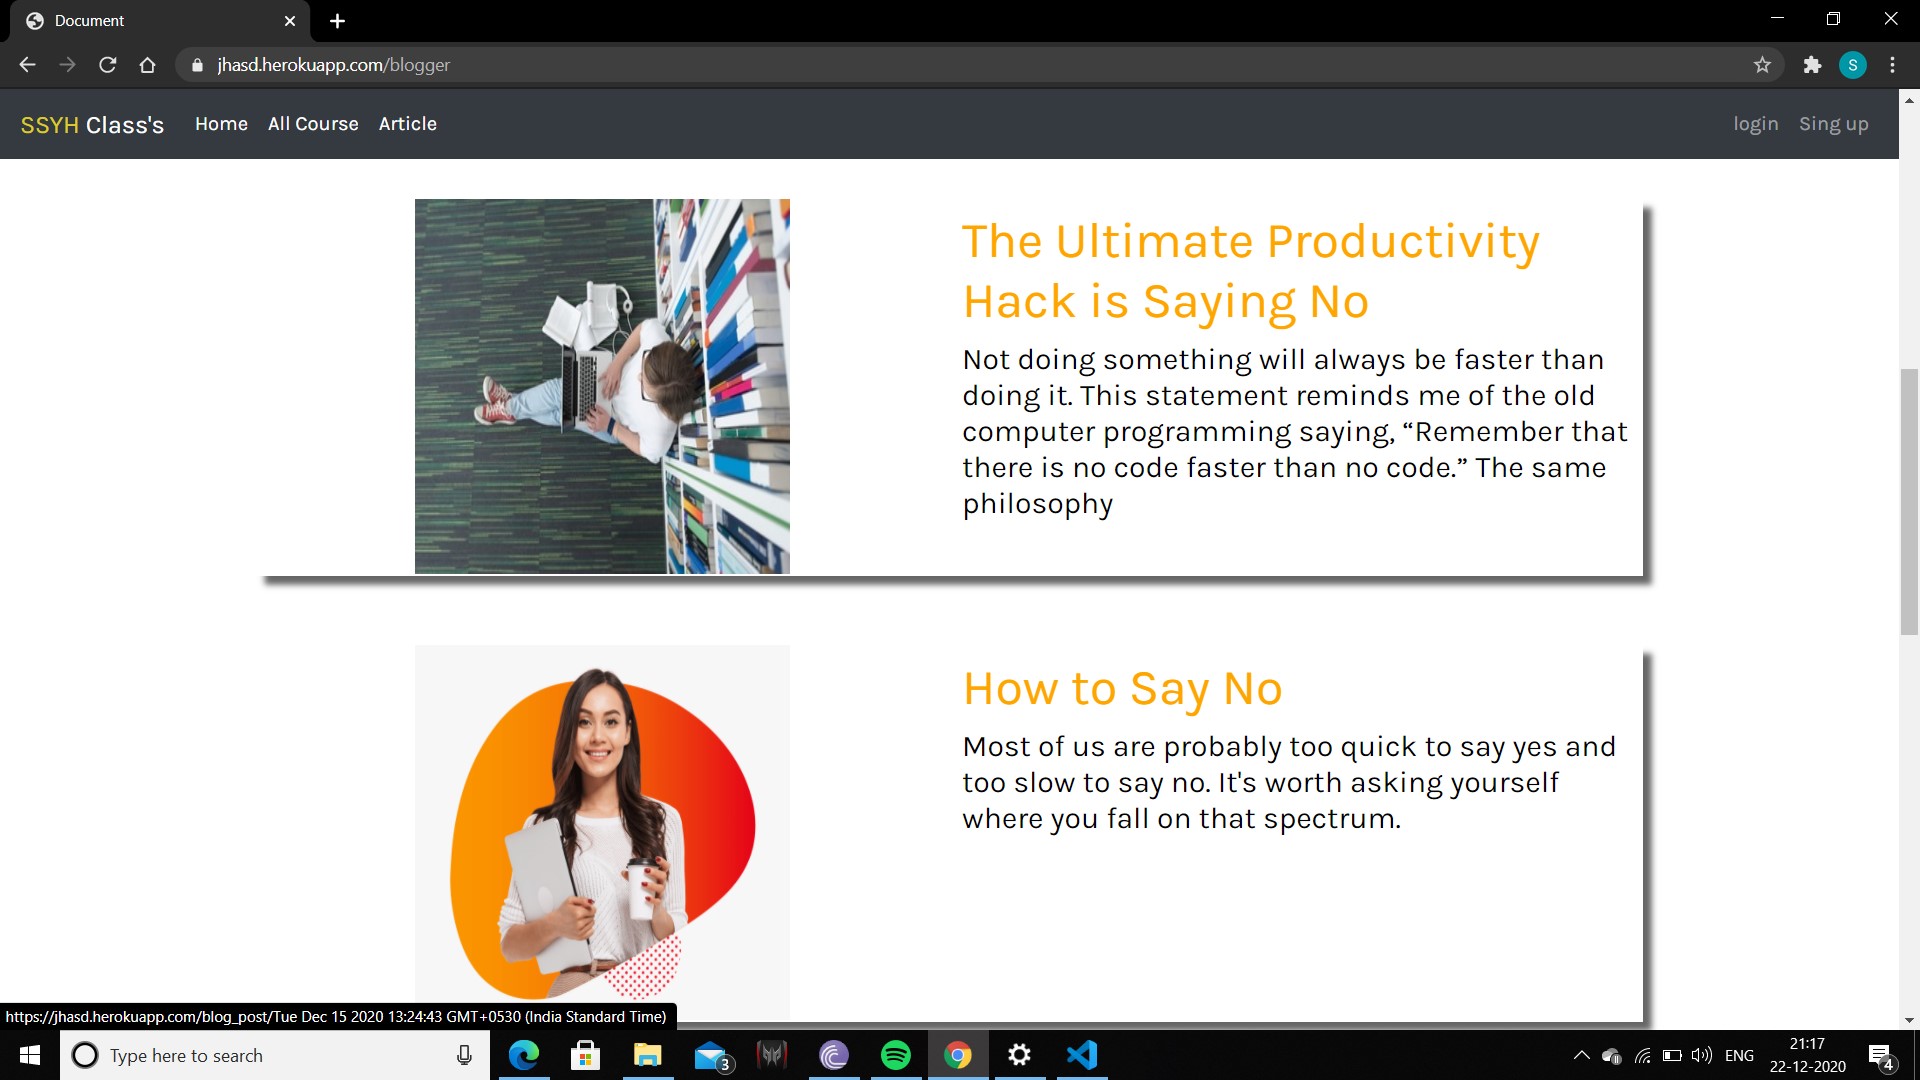 Document
jhasd.herokuapp.com/blogger
S
SSYH Class's Home All Course Article login Sing up
The Ultimate Productivity
Hack is Saying No
Not doing something will always be faster than
doing it. This statement reminds me of the old
computer programming saying, “Remember that
there is no code faster than no code.” The same
philosophy
How to Say No
Most of us are probably too quick to say yes and
too slow to say no. It's worth asking yourself
where you fall on that spectrum.
https://jhasd.herokuapp.com/blog_post/Tue Dec 15 2020 13:24:43 GMT+0530 (India Standard Time)
Type here to search
3
ENG
21:17
22-12-2020
4